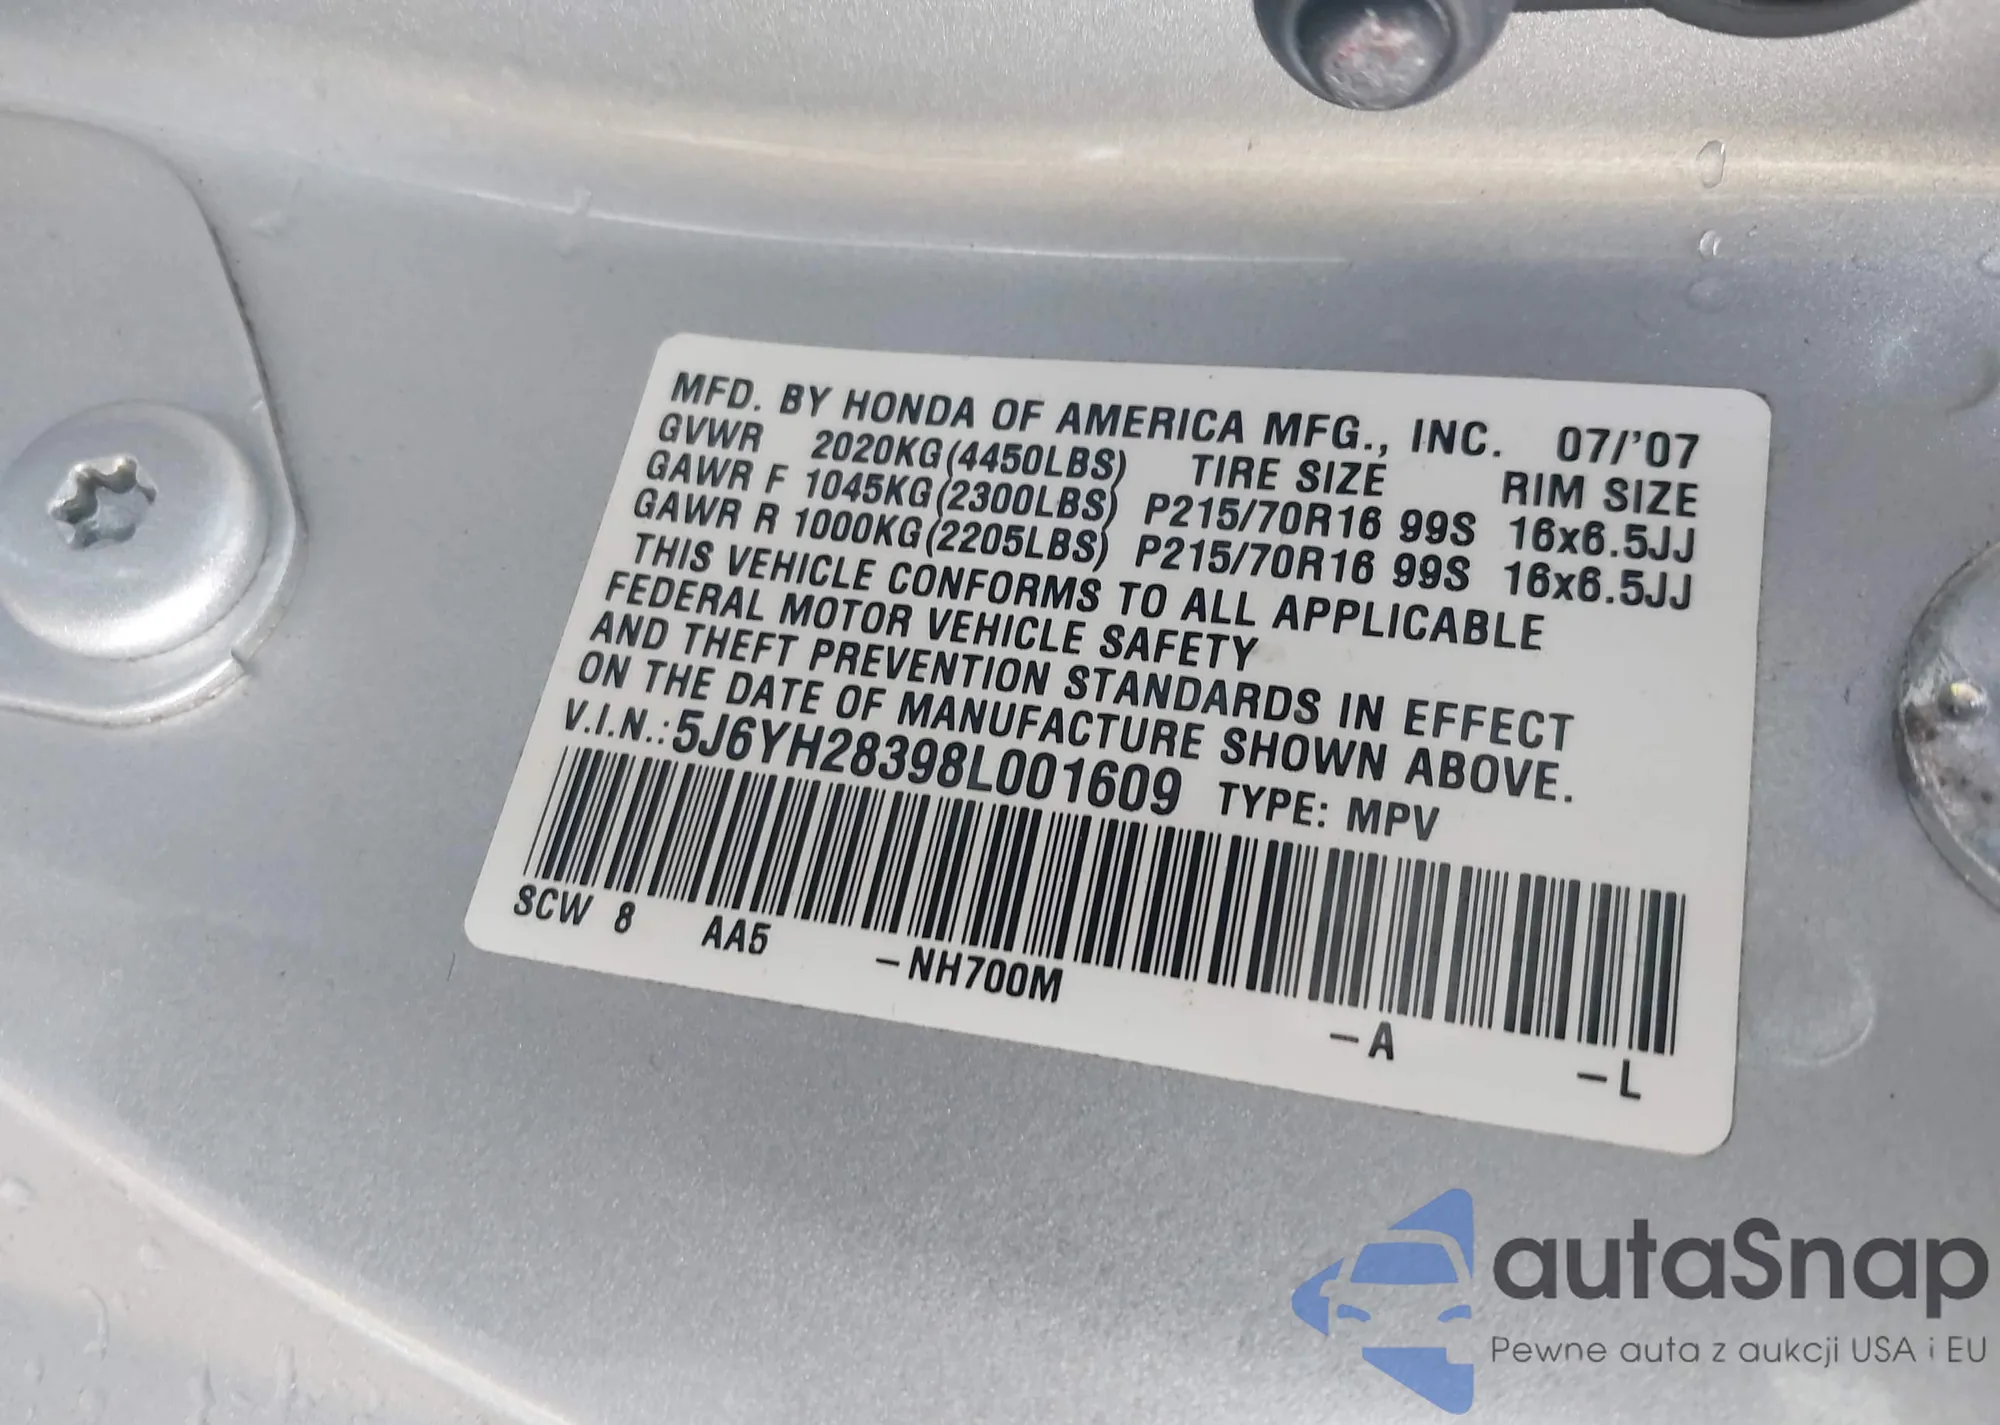 MFD. BY HONDA OF AMERICA MFG., INC. 07/'07
GVWR 2020KG(4450LBS) TIRE SIZE RIM SIZE
GAWR F 1045KG(2300LBS) P215/70R16 99S 16x6.5JJ
GAWR R 1000KG(2205LBS) P215/70R16 99S 16x6.5JJ
THIS VEHICLE CONFORMS TO ALL APPLICABLE
FEDERAL MOTOR VEHICLE SAFETY
AND THEFT PREVENTION STANDARDS IN EFFECT
ON THE DATE OF MANUFACTURE SHOWN ABOVE.
V.I.N.: 5J6YH28398L001609 TYPE: MPV
SCW 8 AA5 -NH700M -A -L
autaSnap
Pewne auta z aukcji USA i EU